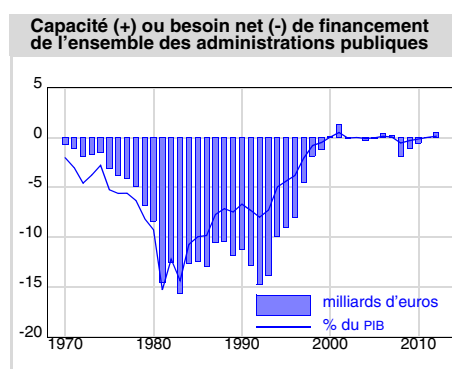 Capacité (+) ou besoin net (-) de financement
de l'ensemble des administrations publiques
5
0
-5
-10
-15
-20
milliards d'euros
% du PIB
1970 1980 1990 2000 2010